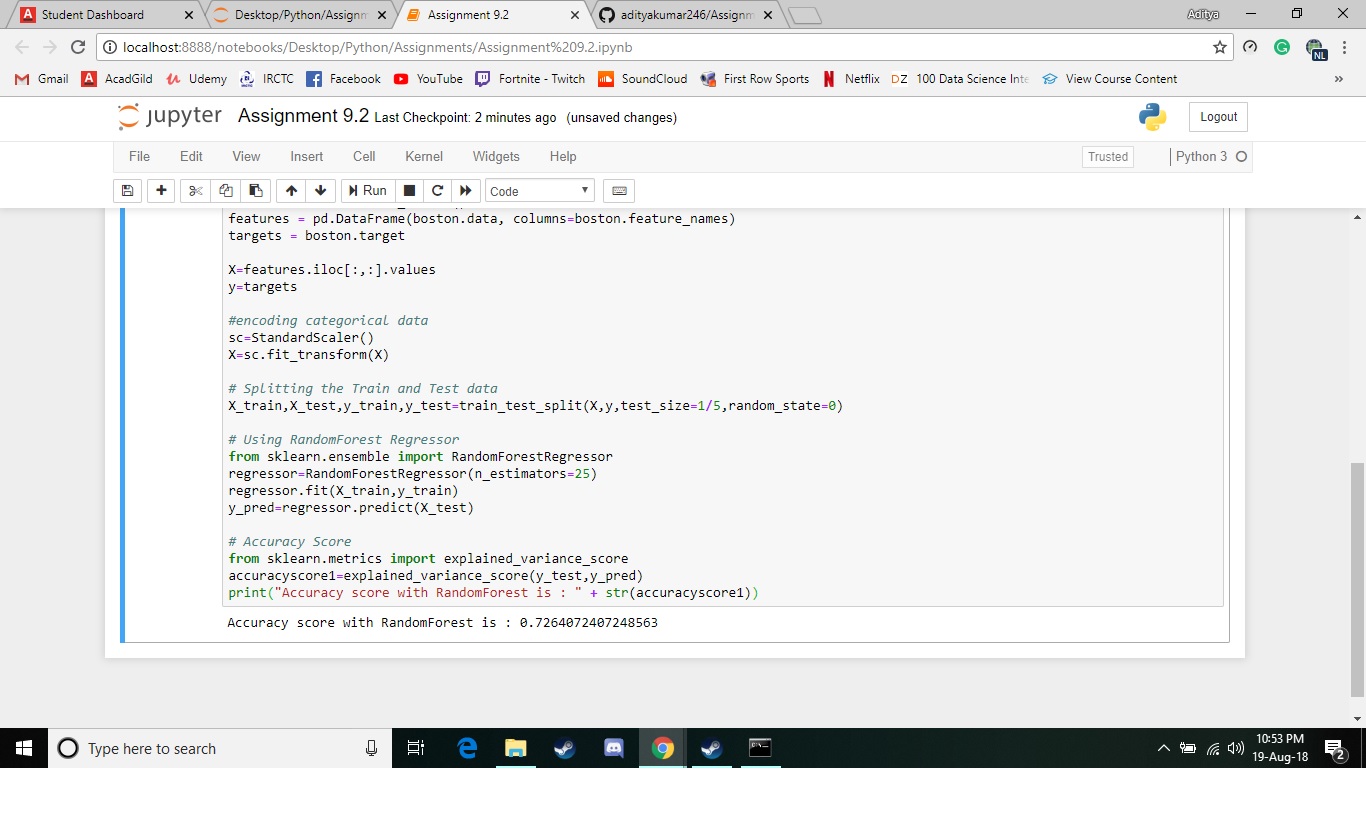 Student Dashboard
Desktop/Python/Assignm
Assignment 9.2
adityakumar246/Assignm
Aditya
localhost:8888/notebooks/Desktop/Python/Assignments/Assignment%209.2.ipynb
NL
Gmail
AcadGild
Udemy
IRCTC
Facebook
YouTube
Fortnite - Twitch
SoundCloud
First Row Sports
Netflix
DZ 100 Data Science Inte
View Course Content
»
jupyter Assignment 9.2 Last Checkpoint: 2 minutes ago (unsaved changes)
Logout
File Edit View Insert Cell Kernel Widgets Help
Trusted
Python 3
Run
Code
features = pd.DataFrame(boston.data, columns=boston.feature_names)
targets = boston.target
X=features.iloc[:,:].values
y=targets
#encoding categorical data
sc=StandardScaler()
X=sc.fit_transform(X)
# Splitting the Train and Test data
X_train,X_test,y_train,y_test=train_test_split(X,y,test_size=1/5,random_state=0)
# Using RandomForest Regressor
from sklearn.ensemble import RandomForestRegressor
regressor=RandomForestRegressor(n_estimators=25)
regressor.fit(X_train,y_train)
y_pred=regressor.predict(X_test)
# Accuracy Score
from sklearn.metrics import explained_variance_score
accuracyscore1=explained_variance_score(y_test,y_pred)
print("Accuracy score with RandomForest is : " + str(accuracyscore1))
Accuracy score with RandomForest is : 0.7264072407248563
Type here to search
10:53 PM
19-Aug-18
2